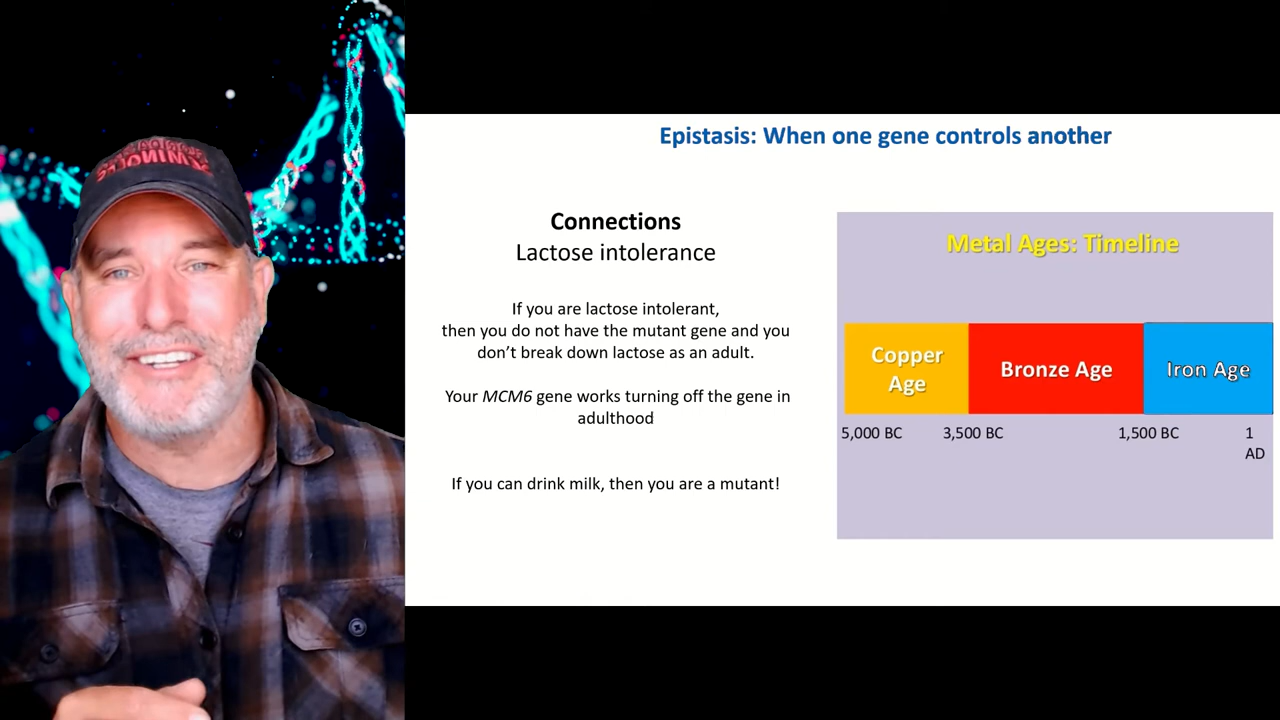 Epistasis: When one gene controls another
Connections
Lactose intolerance
If you are lactose intolerant,
then you do not have the mutant gene and you
don't break down lactose as an adult.
Your MCM6 gene works turning off the gene in
adulthood
If you can drink milk, then you are a mutant!
Metal Ages: Timeline
Copper
Age
Bronze Age
Iron Age
5,000 BC
3,500 BC
1,500 BC
1
AD